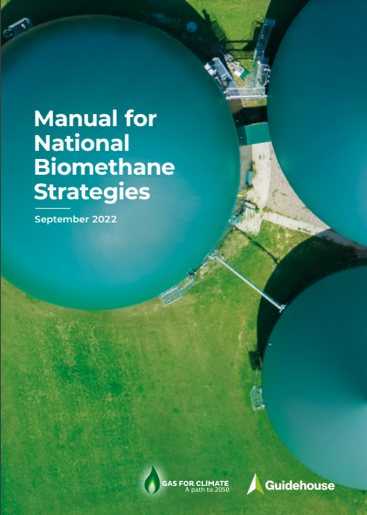 Manual for
National
Biomethane
Strategies
September 2022
GAS FOR CLIMATE
A path to 2050
Guidehouse